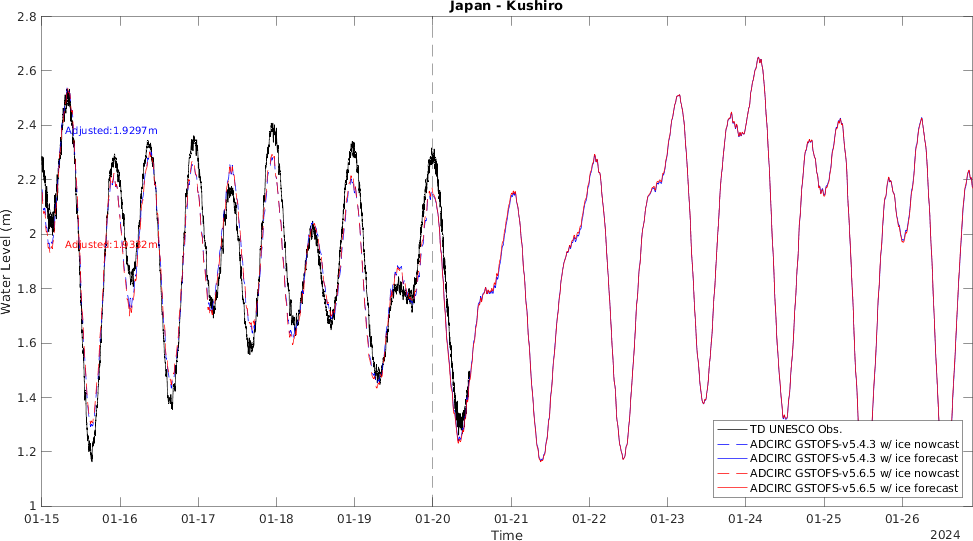 Japan - Kushiro
2.8
2.6
2.4
2.2
2
1.8
1.6
1.4
1.2
1
Water Level (m)
Adjusted:1.9297m
Adjusted:1.9332m
TD UNESCO Obs.
ADCIRC GSTOFS-v5.4.3 w/ ice nowcast
ADCIRC GSTOFS-v5.4.3 w/ ice forecast
ADCIRC GSTOFS-v5.6.5 w/ ice nowcast
ADCIRC GSTOFS-v5.6.5 w/ ice forecast
01-15 01-16 01-17 01-18 01-19 01-20 01-21 01-22 01-23 01-24 01-25 01-26
Time
2024